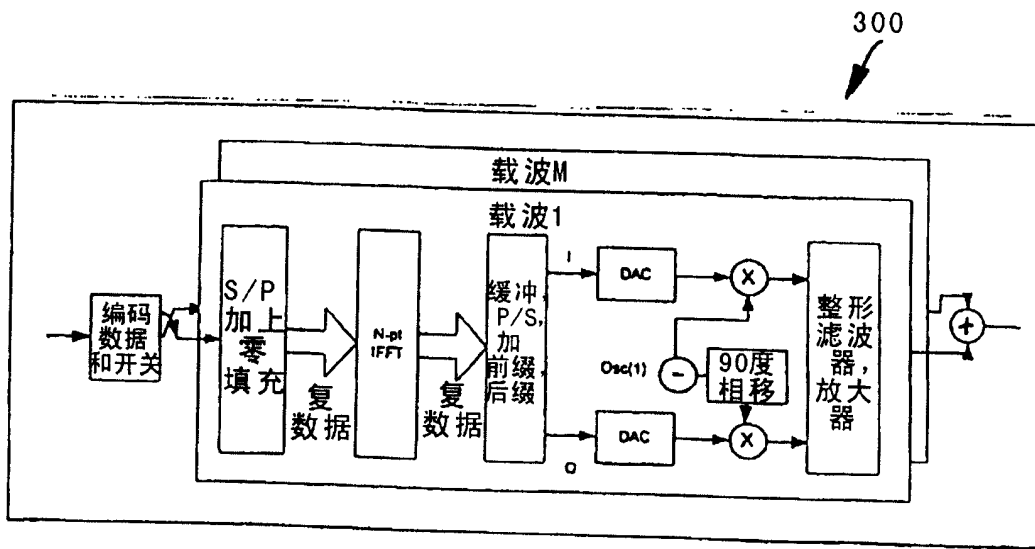 300
载波M
载波1
编码
数据
和开关
S/P
加上
零
填充
复
数据
N-pt
IFFT
复
数据
缓冲,
P/S,
加
前缀,
后缀
I
DAC
X
Osc(1)
90度
相移
Q
DAC
X
整形
滤波
器,
放大
器
+